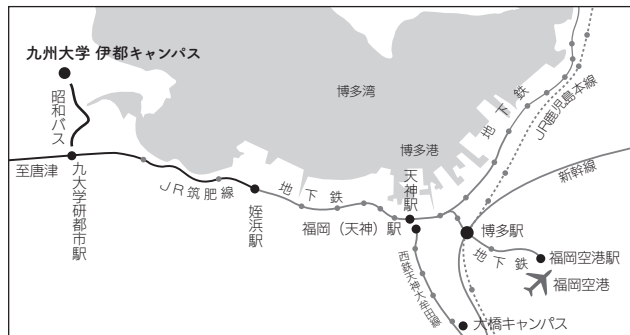 九州大学 伊都キャンパス
昭和バス
至唐津
九大学研都市駅
JR筑肥線
姪浜駅
地下鉄
博多湾
博多港
天神駅
福岡（天神）駅
西鉄天神大牟田線
地下鉄
JR鹿児島本線
新幹線
博多駅
地下鉄
福岡空港駅
福岡空港
大橋キャンパス